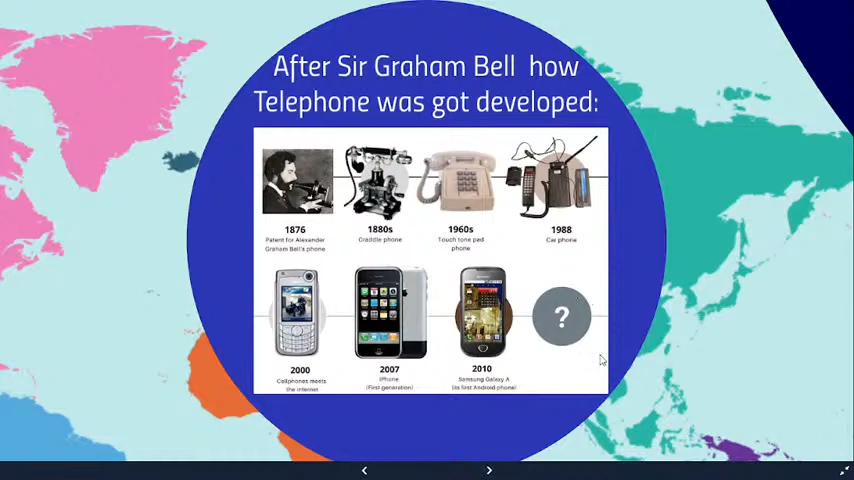 After Sir Graham Bell how
Telephone was got developed:
1876
Patent for Alexander
Graham Bell's phone
1880s
Craddle phone
1960s
Touch tone pad
phone
1988
Car phone
2000
Cellphones meets
the internet
2007
iPhone
(First generation)
2010
Samsung Galaxy A
(its first Android phone)
?